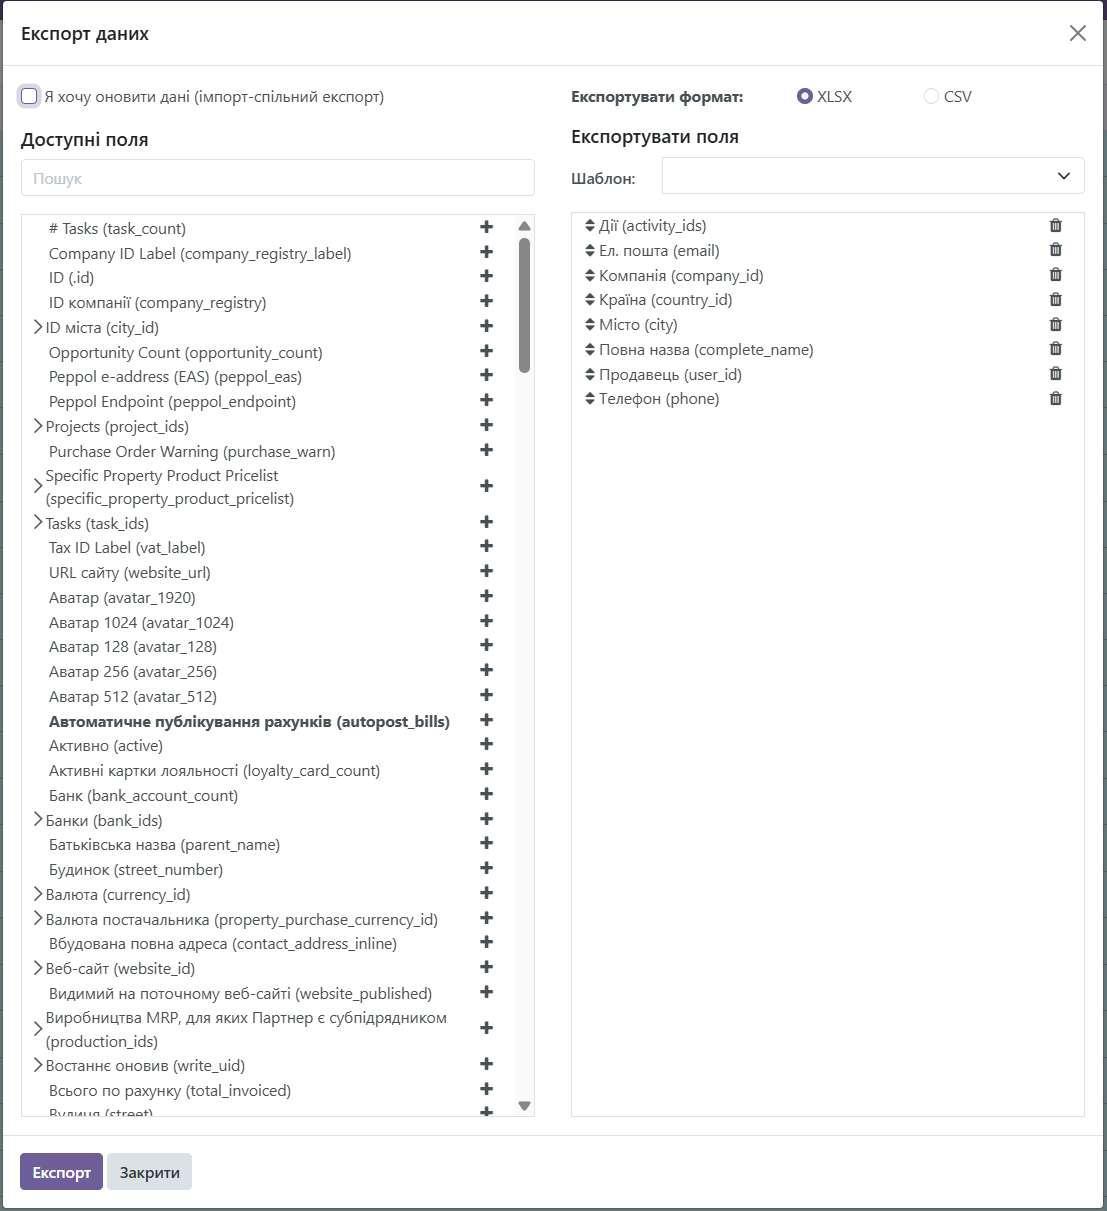 Експорт даних
Я хочу оновити дані (імпорт-спільний експорт)
Експортувати формат:
XLSX
CSV
Доступні поля
Пошук
# Tasks (task_count)
Company ID Label (company_registry_label)
ID (.id)
ID компанії (company_registry)
ID міста (city_id)
Opportunity Count (opportunity_count)
Peppol e-address (EAS) (peppol_eas)
Peppol Endpoint (peppol_endpoint)
Projects (project_ids)
Purchase Order Warning (purchase_warn)
Specific Property Product Pricelist
(specific_property_product_pricelist)
Tasks (task_ids)
Tax ID Label (vat_label)
URL сайту (website_url)
Аватар (avatar_1920)
Аватар 1024 (avatar_1024)
Аватар 128 (avatar_128)
Аватар 256 (avatar_256)
Аватар 512 (avatar_512)
Автоматичне публікування рахунків (autopost_bills)
Активно (active)
Активні картки лояльності (loyalty_card_count)
Банк (bank_account_count)
Банки (bank_ids)
Батьківська назва (parent_name)
Будинок (street_number)
Валюта (currency_id)
Валюта постачальника (property_purchase_currency_id)
Вбудована повна адреса (contact_address_inline)
Веб-сайт (website_id)
Видимий на поточному веб-сайті (website_published)
Виробництва MRP, для яких Партнер є субпідрядником
(production_ids)
Востаннє оновив (write_uid)
Всього по рахунку (total_invoiced)
Вулиця (street)
Експортувати поля
Шаблон:
Дії (activity_ids)
Ел. пошта (email)
Компанія (company_id)
Країна (country_id)
Місто (city)
Повна назва (complete_name)
Продавець (user_id)
Телефон (phone)
Експорт
Закрити